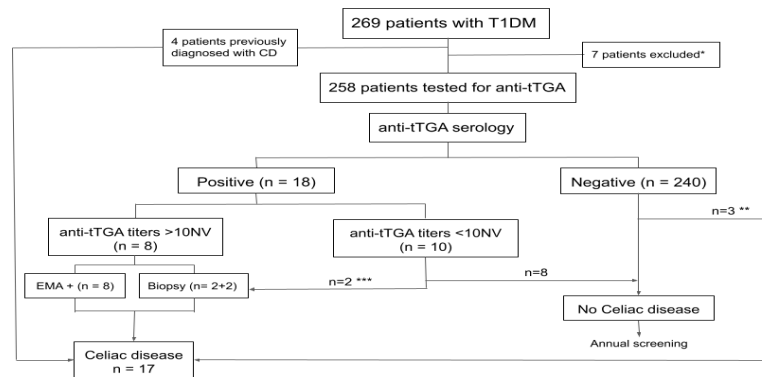 269 patients with T1DM
4 patients previously
diagnosed with CD
7 patients excluded*
258 patients tested for anti-tTGA
anti-tTGA serology
Positive (n = 18)
Negative (n = 240)
n=3 **
anti-tTGA titers >10NV
(n = 8)
anti-tTGA titers <10NV
(n = 10)
EMA + (n = 8)
Biopsy (n= 2+2)
n=2 ***
n=8
No Celiac disease
Annual screening
Celiac disease
n = 17